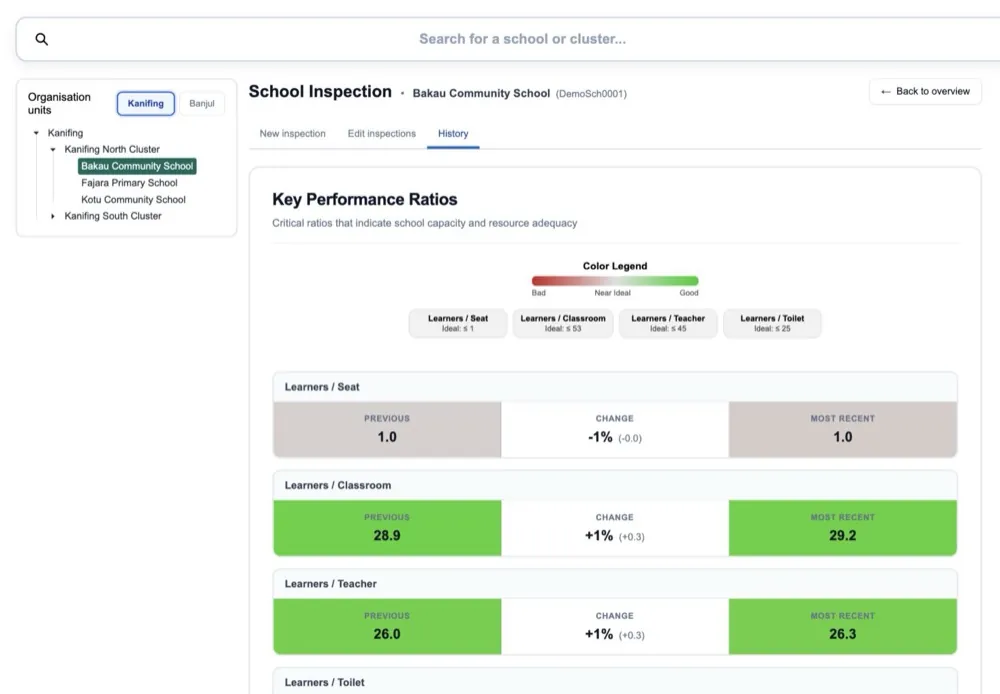 Search for a school or cluster...
Organisation units
Kanifing
Banjul
Kanifing
Kanifing North Cluster
Bakau Community School
Fajara Primary School
Kotu Community School
Kanifing South Cluster
School Inspection · Bakau Community School (DemoSch0001)
← Back to overview
New inspection
Edit inspections
History
Key Performance Ratios
Critical ratios that indicate school capacity and resource adequacy
Color Legend
Bad
Near Ideal
Good
Learners / Seat
Ideal: ≤ 1
Learners / Classroom
Ideal: ≤ 53
Learners / Teacher
Ideal: ≤ 45
Learners / Toilet
Ideal: ≤ 25
Learners / Seat
PREVIOUS
1.0
CHANGE
-1% (-0.0)
MOST RECENT
1.0
Learners / Classroom
PREVIOUS
28.9
CHANGE
+1% (+0.3)
MOST RECENT
29.2
Learners / Teacher
PREVIOUS
26.0
CHANGE
+1% (+0.3)
MOST RECENT
26.3
Learners / Toilet